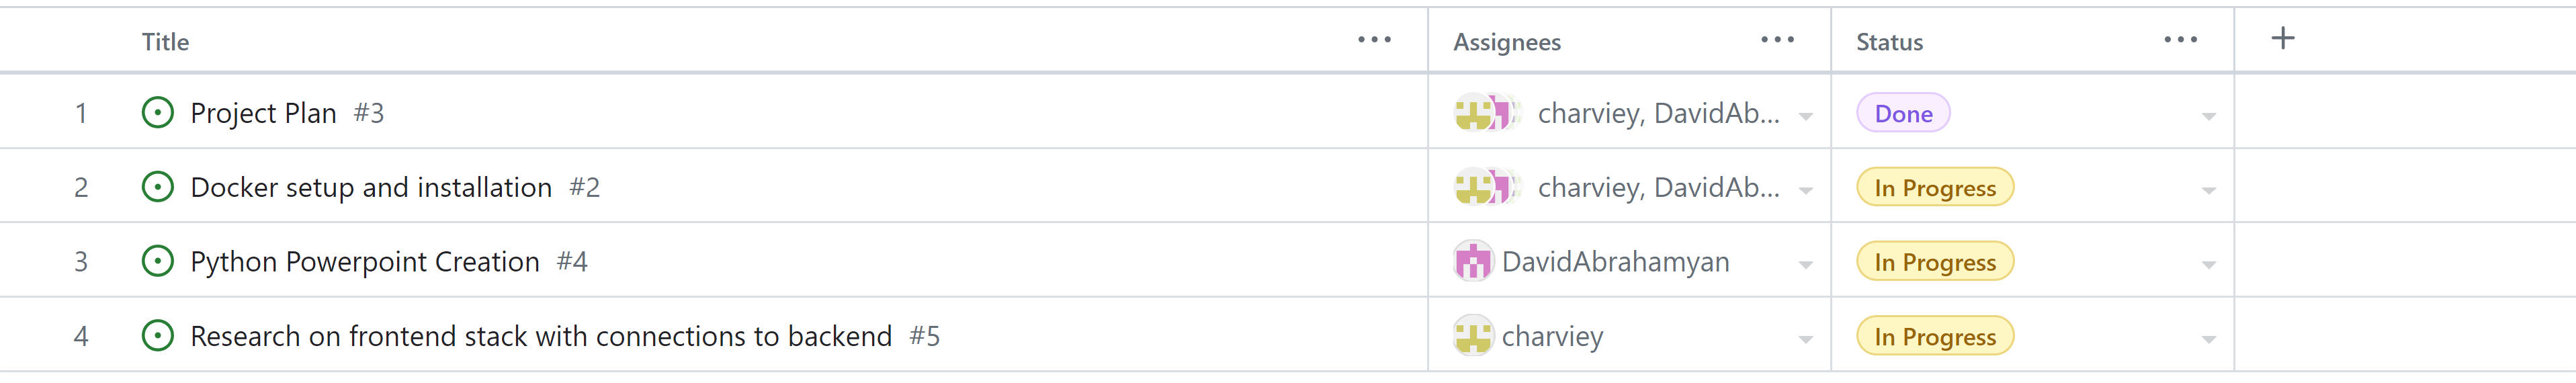 Title ... Assignees ... Status ... +
1 Project Plan #3 charviey, DavidAb... Done
2 Docker setup and installation #2 charviey, DavidAb... In Progress
3 Python Powerpoint Creation #4 DavidAbrahamyan In Progress
4 Research on frontend stack with connections to backend #5 charviey In Progress